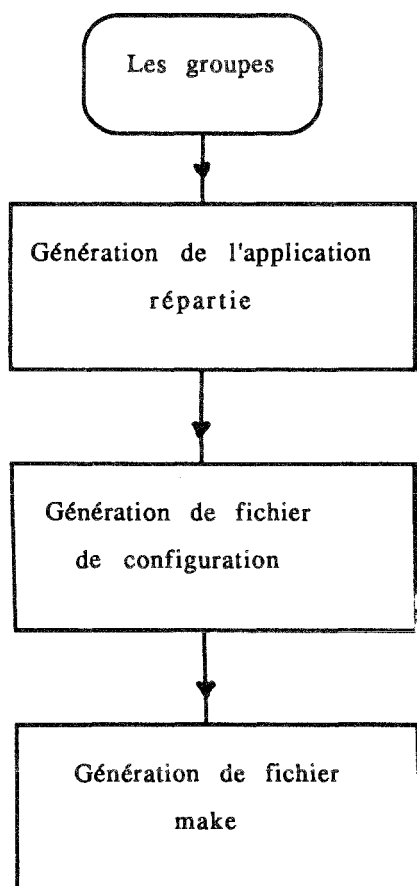 Les groupes
Génération de l'application
répartie
Génération de fichier
de configuration
Génération de fichier
make